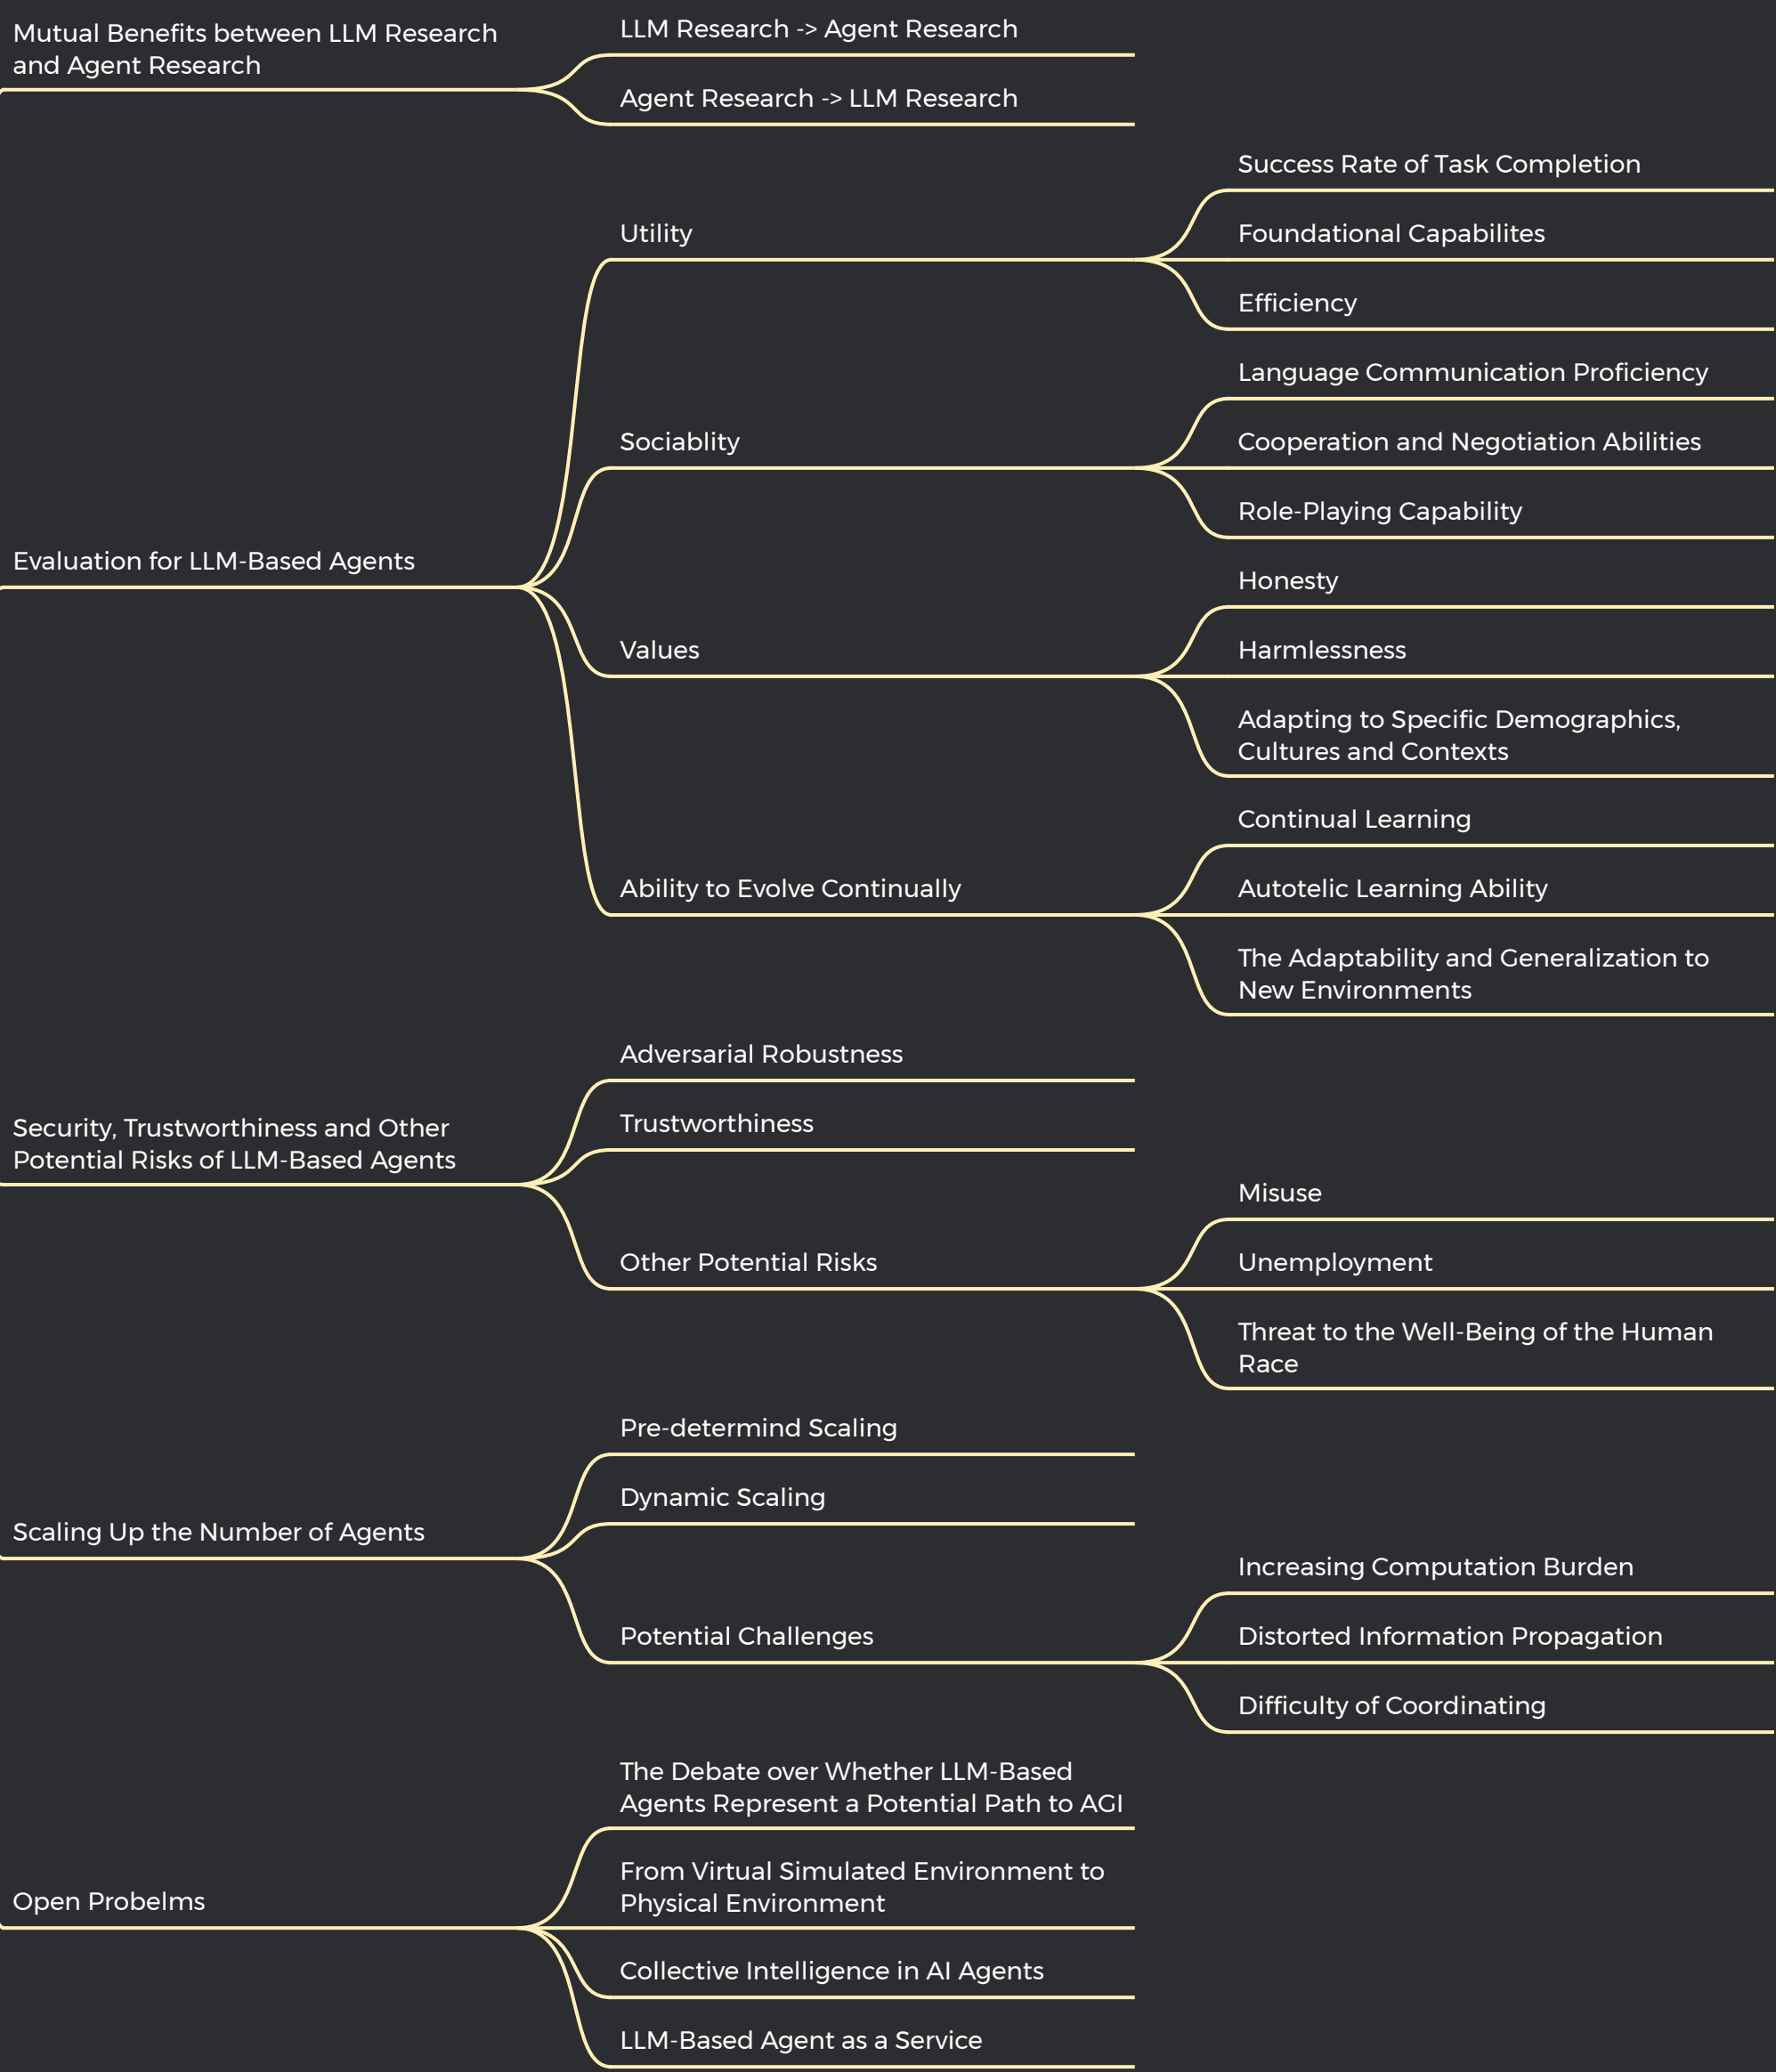 Mutual Benefits between LLM Research
and Agent Research
LLM Research -> Agent Research
Agent Research -> LLM Research
Evaluation for LLM-Based Agents
Utility
Success Rate of Task Completion
Foundational Capabilites
Efficiency
Sociablity
Language Communication Proficiency
Cooperation and Negotiation Abilities
Role-Playing Capability
Values
Honesty
Harmlessness
Adapting to Specific Demographics,
Cultures and Contexts
Ability to Evolve Continually
Continual Learning
Autotelic Learning Ability
The Adaptability and Generalization to
New Environments
Security, Trustworthiness and Other
Potential Risks of LLM-Based Agents
Adversarial Robustness
Trustworthiness
Other Potential Risks
Misuse
Unemployment
Threat to the Well-Being of the Human
Race
Scaling Up the Number of Agents
Pre-determind Scaling
Dynamic Scaling
Potential Challenges
Increasing Computation Burden
Distorted Information Propagation
Difficulty of Coordinating
Open Probelms
The Debate over Whether LLM-Based
Agents Represent a Potential Path to AGI
From Virtual Simulated Environment to
Physical Environment
Collective Intelligence in AI Agents
LLM-Based Agent as a Service